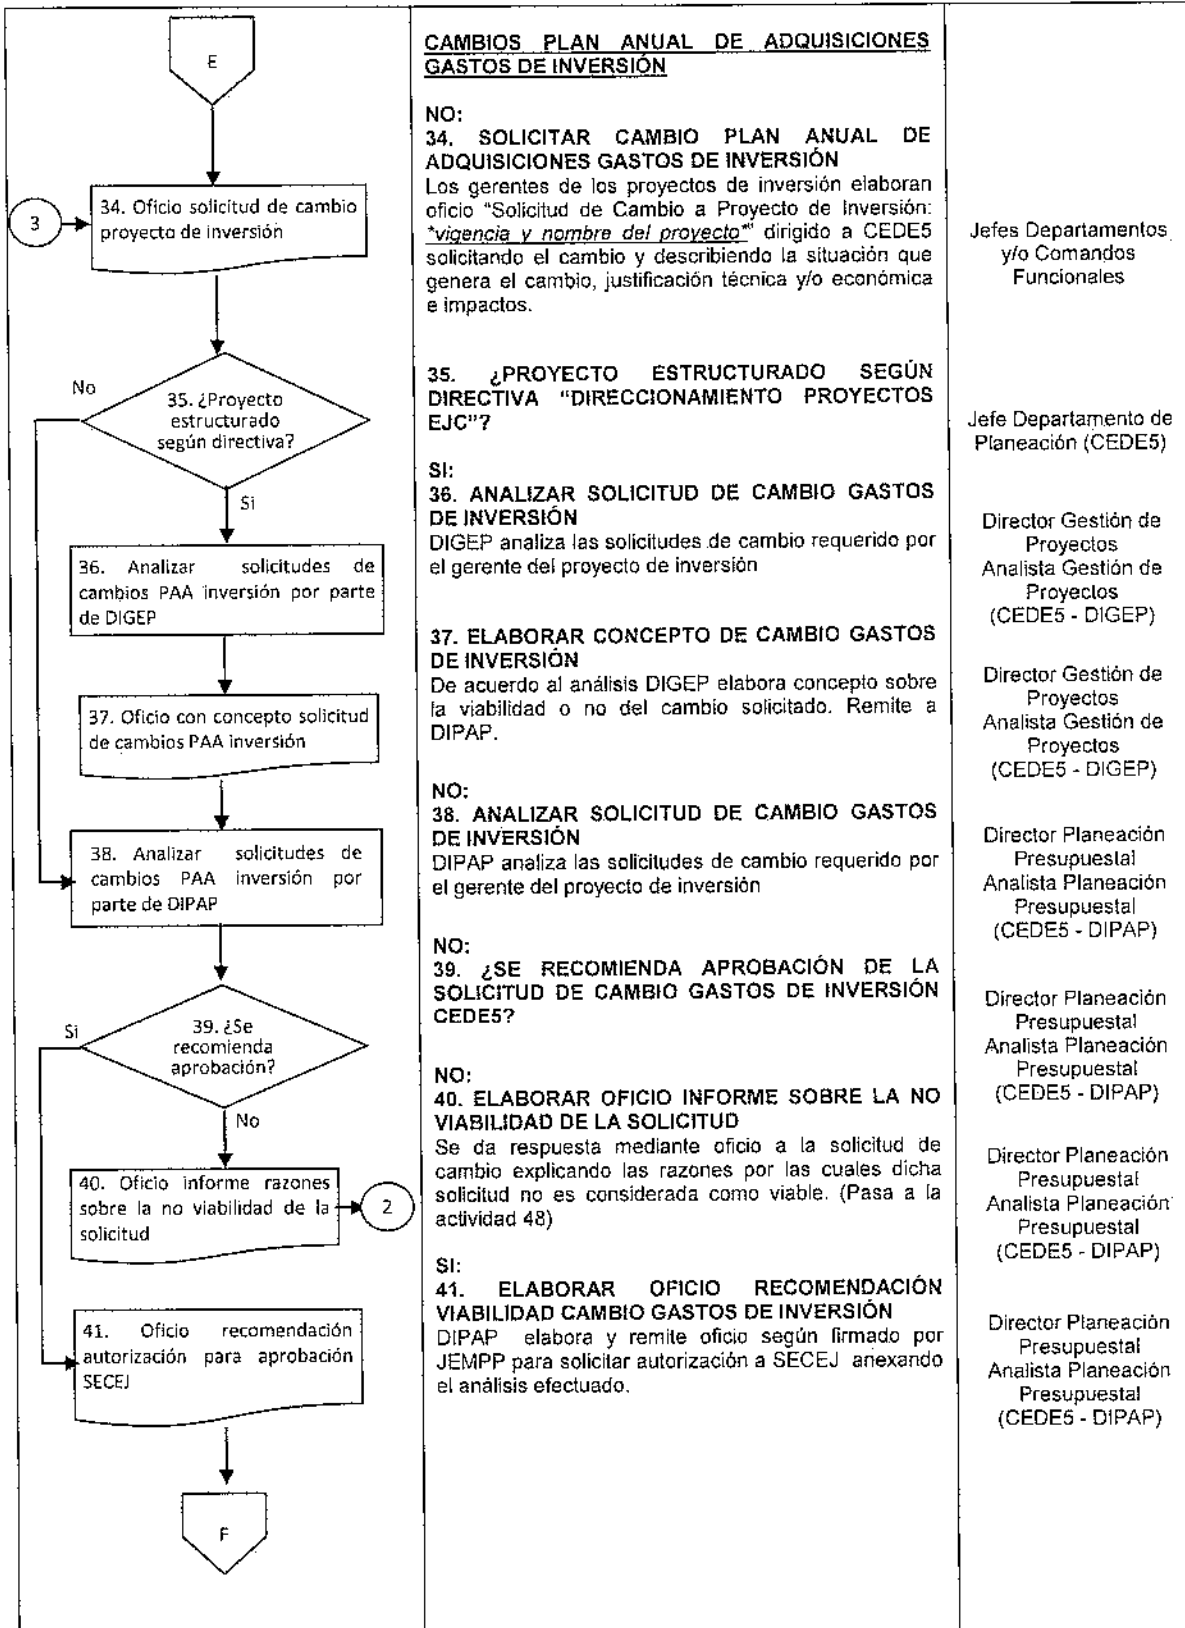 E
3
34. Oficio solicitud de cambio
proyecto de inversión
No
35. ¿Proyecto
estructurado
según directiva?
Si
36. Analizar solicitudes de
cambios PAA inversión por parte
de DIGEP
37. Oficio con concepto solicitud
de cambios PAA inversión
38. Analizar solicitudes de
cambios PAA inversión por
parte de DIPAP
Si
39. ¿Se
recomienda
aprobación?
No
40. Oficio informe razones
sobre la no viabilidad de la
solicitud
2
41. Oficio recomendación
autorización para aprobación
SECEJ
F
CAMBIOS PLAN ANUAL DE ADQUISICIONES
GASTOS DE INVERSIÓN
NO:
34. SOLICITAR CAMBIO PLAN ANUAL DE
ADQUISICIONES GASTOS DE INVERSIÓN
Los gerentes de los proyectos de inversión elaboran
oficio "Solicitud de Cambio a Proyecto de Inversión:
*vigencia y nombre del proyecto*" dirigido a CEDE5
solicitando el cambio y describiendo la situación que
genera el cambio, justificación técnica y/o económica
e impactos.
35. ¿PROYECTO ESTRUCTURADO SEGÚN
DIRECTIVA "DIRECCIONAMIENTO PROYECTOS
EJC"?
SI:
36. ANALIZAR SOLICITUD DE CAMBIO GASTOS
DE INVERSIÓN
DIGEP analiza las solicitudes de cambio requerido por
el gerente del proyecto de inversión
37. ELABORAR CONCEPTO DE CAMBIO GASTOS
DE INVERSIÓN
De acuerdo al análisis DIGEP elabora concepto sobre
la viabilidad o no del cambio solicitado. Remite a
DIPAP.
NO:
38. ANALIZAR SOLICITUD DE CAMBIO GASTOS
DE INVERSIÓN
DIPAP analiza las solicitudes de cambio requerido por
el gerente del proyecto de inversión
NO:
39. ¿SE RECOMIENDA APROBACIÓN DE LA
SOLICITUD DE CAMBIO GASTOS DE INVERSIÓN
CEDE5?
NO:
40. ELABORAR OFICIO INFORME SOBRE LA NO
VIABILIDAD DE LA SOLICITUD
Se da respuesta mediante oficio a la solicitud de
cambio explicando las razones por las cuales dicha
solicitud no es considerada como viable. (Pasa a la
actividad 48)
SI:
41. ELABORAR OFICIO RECOMENDACIÓN
VIABILIDAD CAMBIO GASTOS DE INVERSIÓN
DIPAP elabora y remite oficio según firmado por
JEMPP para solicitar autorización a SECEJ anexando
el análisis efectuado.
Jefes Departamentos
y/o Comandos
Funcionales
Jefe Departamento de
Planeación (CEDE5)
Director Gestión de
Proyectos
Analista Gestión de
Proyectos
(CEDE5 - DIGEP)
Director Gestión de
Proyectos
Analista Gestión de
Proyectos
(CEDE5 - DIGEP)
Director Planeación
Presupuestal
Analista Planeación
Presupuestal
(CEDE5 - DIPAP)
Director Planeación
Presupuestal
Analista Planeación
Presupuestal
(CEDE5 - DIPAP)
Director Planeación
Presupuestal
Analista Planeación
Presupuestal
(CEDE5 - DIPAP)
Director Planeación
Presupuestal
Analista Planeación
Presupuestal
(CEDE5 - DIPAP)